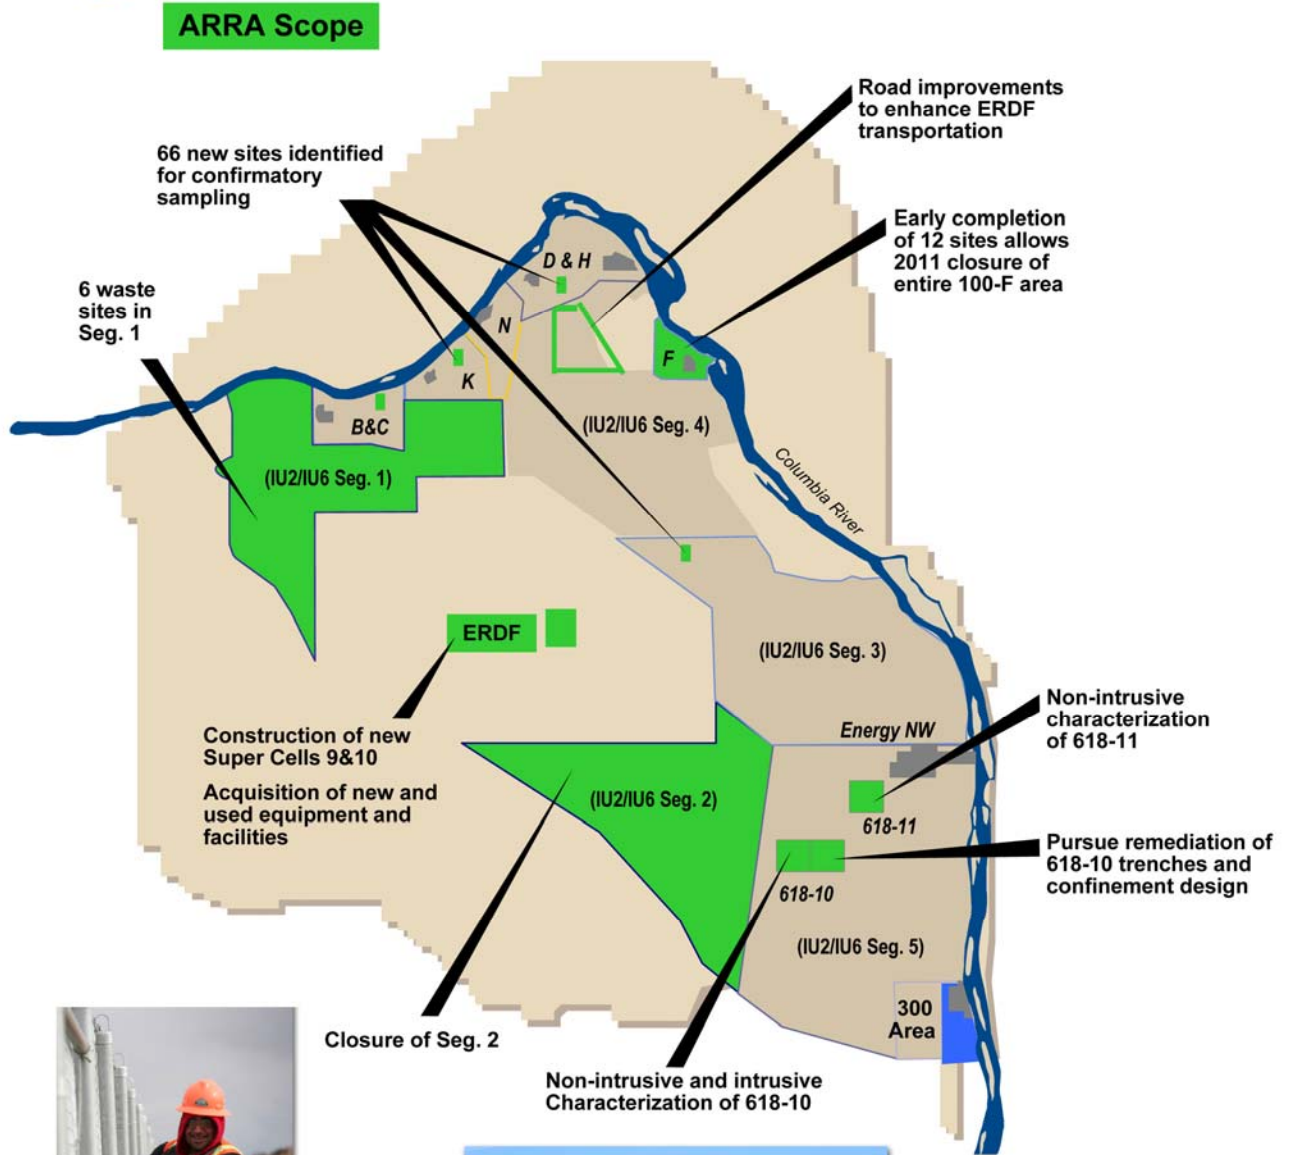 ARRA Scope
Road improvements
to enhance ERDF
transportation
66 new sites identified
for confirmatory
sampling
Early completion
of 12 sites allows
2011 closure of
entire 100-F area
D & H
6 waste
sites in
Seg. 1
N
F
K
B&C
(IU2/IU6 Seg. 4)
Columbia River
(IU2/IU6 Seg. 1)
ERDF
(IU2/IU6 Seg. 3)
Non-intrusive
characterization
of 618-11
Energy NW
Construction of new
Super Cells 9&10
Acquisition of new and
used equipment and
facilities
(IU2/IU6 Seg. 2)
618-11
Pursue remediation of
618-10 trenches and
confinement design
618-10
(IU2/IU6 Seg. 5)
300
Area
Closure of Seg. 2
Non-intrusive and intrusive
Characterization of 618-10